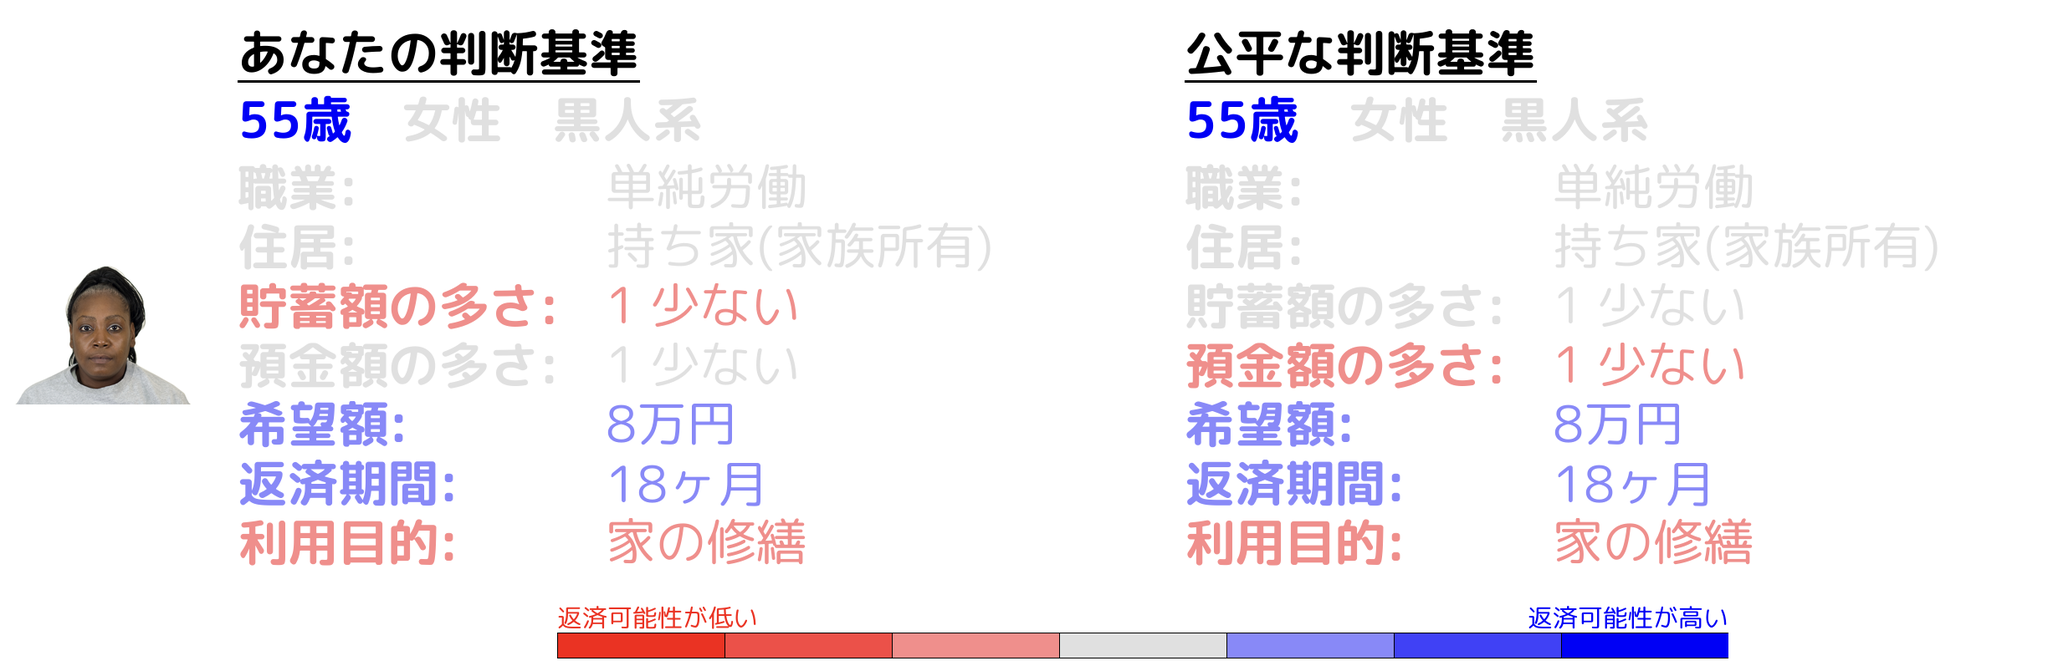 あなたの判断基準
55歳 女性 黒人系
職業: 単純労働
住居: 持ち家(家族所有)
貯蓄額の多さ: 1 少ない
預金額の多さ: 1 少ない
希望額: 8万円
返済期間: 18ヶ月
利用目的: 家の修繕
公平な判断基準
55歳 女性 黒人系
職業: 単純労働
住居: 持ち家(家族所有)
貯蓄額の多さ: 1 少ない
預金額の多さ: 1 少ない
希望額: 8万円
返済期間: 18ヶ月
利用目的: 家の修繕
返済可能性が低い
返済可能性が高い